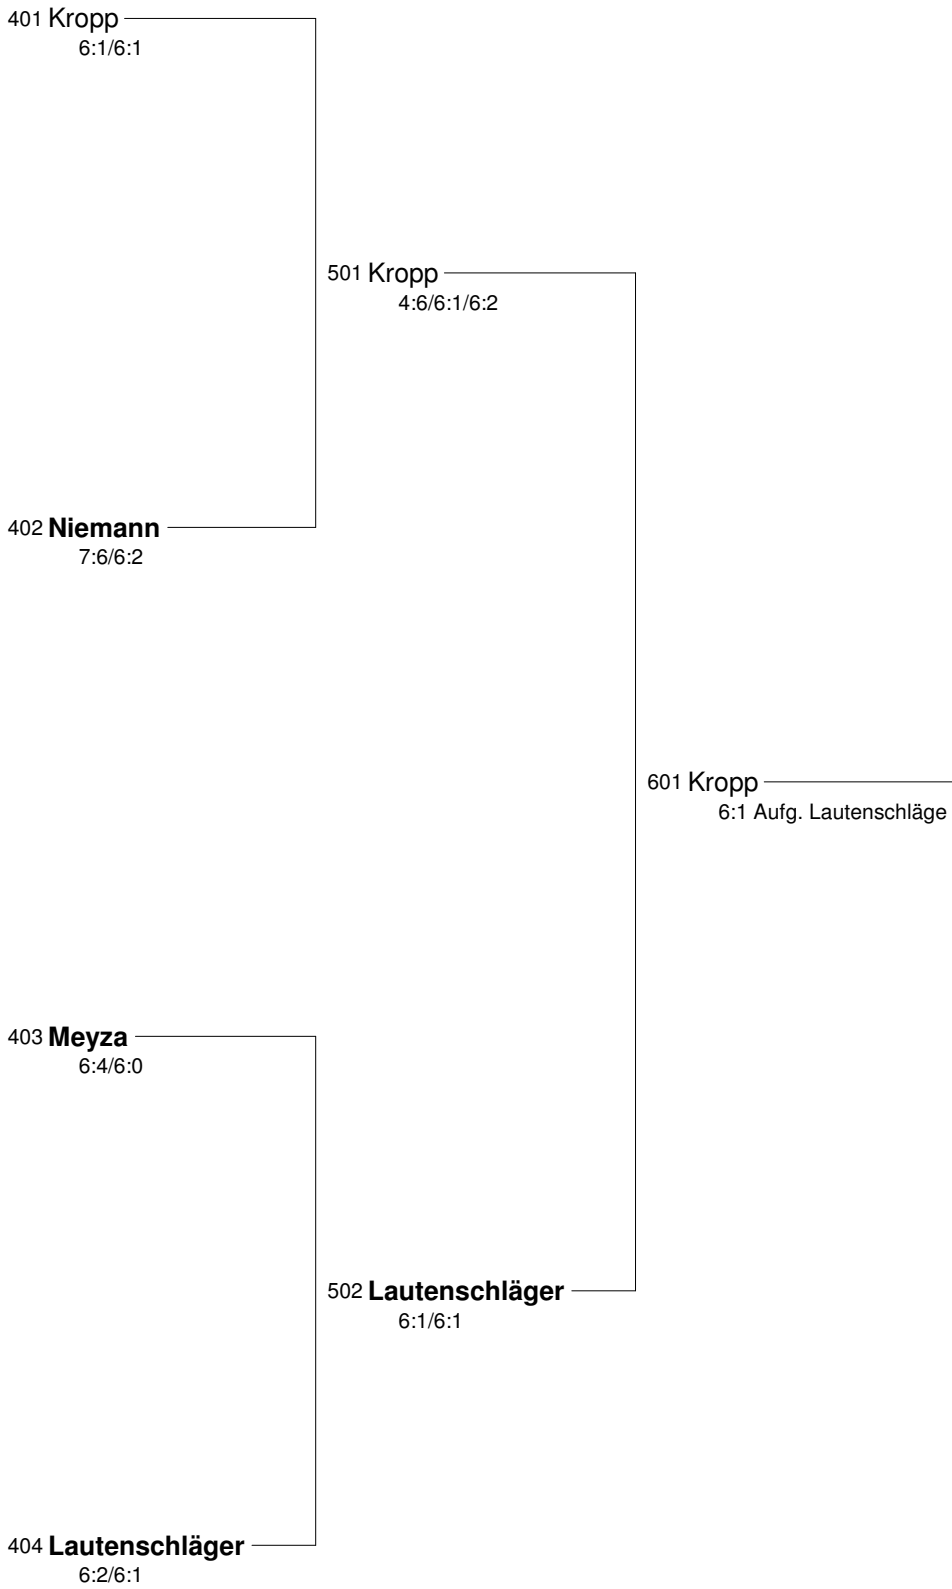 401 Kropp
6:1/6:1
501 Kropp
4:6/6:1/6:2
402 Niemann
7:6/6:2
601 Kropp
6:1 Aufg. Lautenschläge
403 Meyza
6:4/6:0
502 Lautenschläger
6:1/6:1
404 Lautenschläger
6:2/6:1